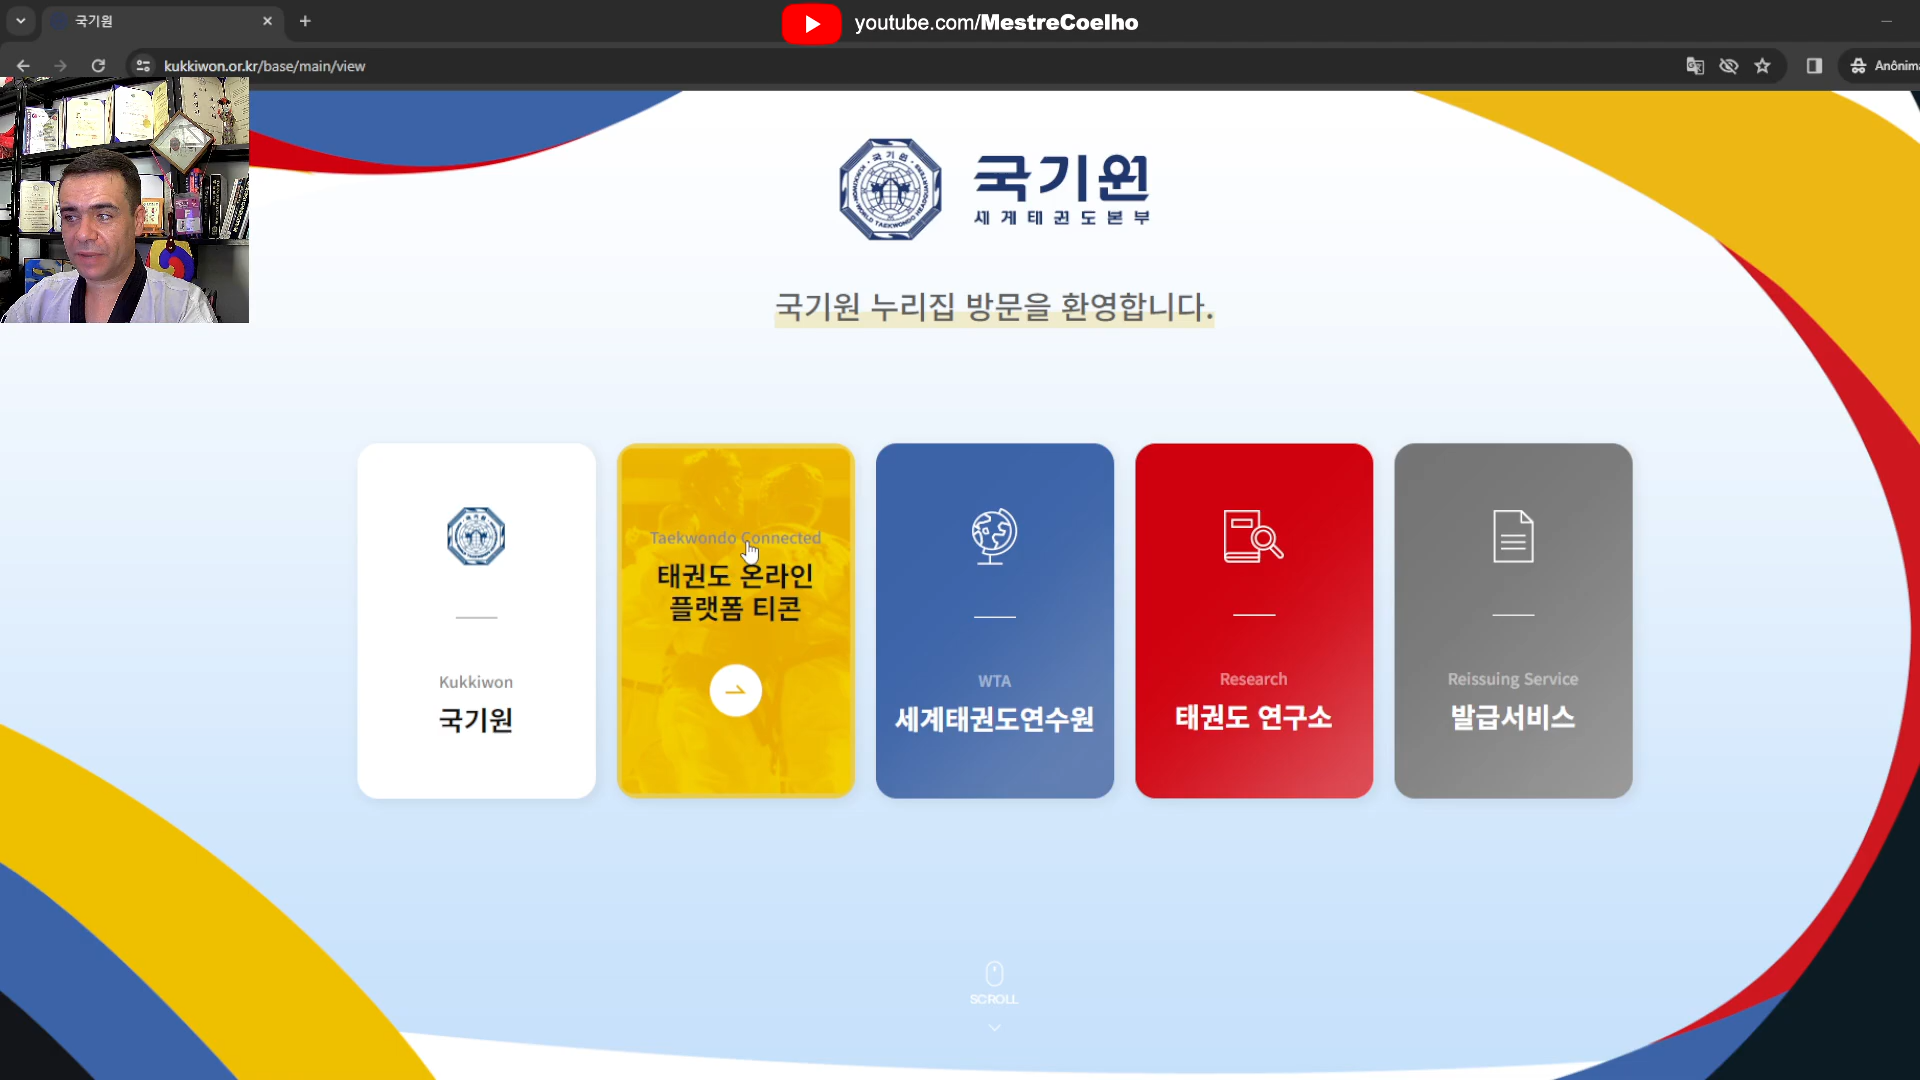 국기원
youtube.com/MestreCoelho
kukkiwon.or.kr/base/main/view
Anônima
국기원
세계태권도본부
국기원 누리집 방문을 환영합니다.
Kukkiwon
국기원
Taekwondo Connected
태권도 온라인
플랫폼 티콘
WTA
세계태권도연수원
Research
태권도 연구소
Reissuing Service
발급서비스
SCROLL